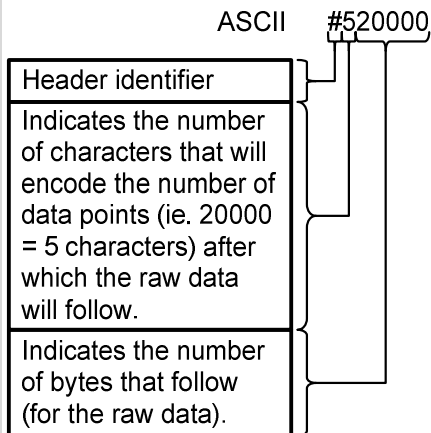 ASCII #520000
Header identifier
Indicates the number
of characters that will
encode the number of
data points (ie. 20000
= 5 characters) after
which the raw data
will follow.
Indicates the number
of bytes that follow
(for the raw data).